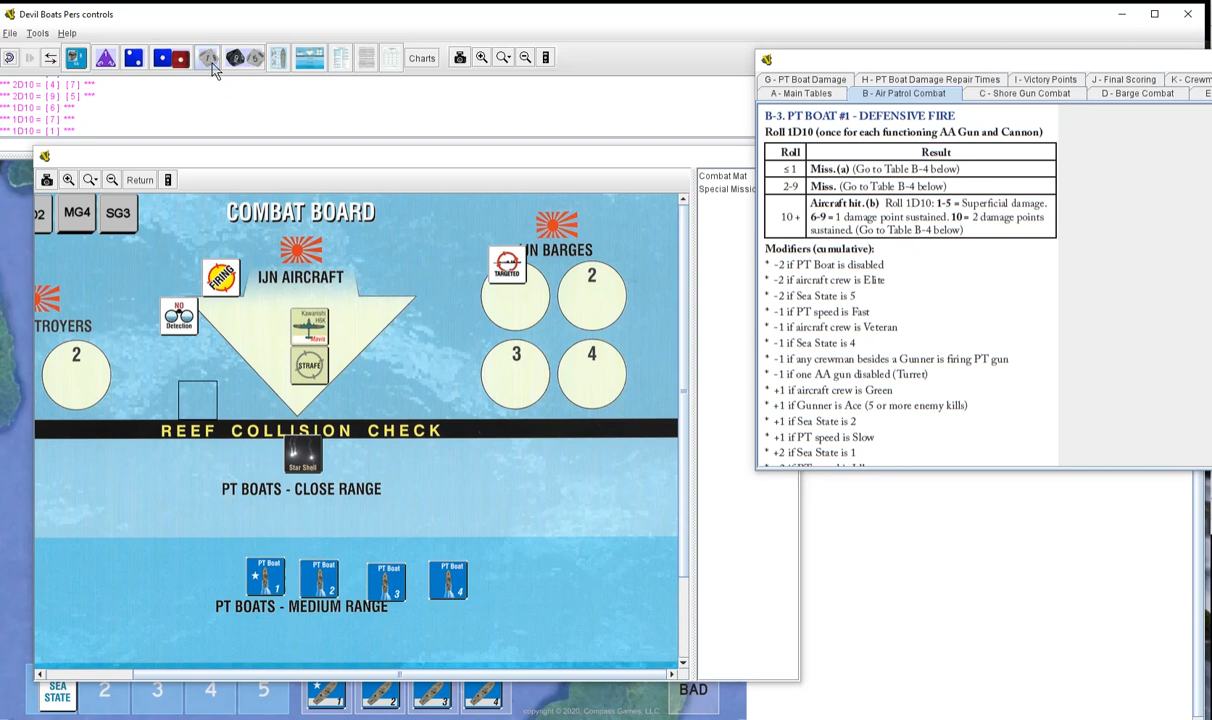 Devil Boats Pers controls
File Tools Help
Charts
*** 2D10 = [4] [7] ***
*** 2D10 = [9] [5] ***
*** 1D10 = [6] ***
*** 1D10 = [7] ***
*** 1D10 = [1] ***
Return
Combat Mat
Special Missio
MG4
SG3
COMBAT BOARD
IJN AIRCRAFT
FIRING
NO
Detection
Kawanishi
H6K
Mavis
STRAFE
TROYERS
2
TARGETED
N BARGES
2
3
4
REEF COLLISION CHECK
Star Shell
PT BOATS - CLOSE RANGE
PT Boat
1
PT Boat
2
PT Boat
3
PT Boat
4
PT BOATS - MEDIUM RANGE
SEA
STATE
2
3
4
5
1
2
3
4
BAD
copyright © 2020, Compass Games, LLC
G - PT Boat Damage
H - PT Boat Damage Repair Times
I - Victory Points
J - Final Scoring
K - Crewm
A - Main Tables
B - Air Patrol Combat
C - Shore Gun Combat
D - Barge Combat
E
B-3. PT BOAT #1 - DEFENSIVE FIRE
Roll 1D10 (once for each functioning AA Gun and Cannon)
Roll Result
≤ 1 Miss. (a) (Go to Table B-4 below)
2-9 Miss. (Go to Table B-4 below)
10 + Aircraft hit. (b) Roll 1D10: 1-5 = Superficial damage.
6-9 = 1 damage point sustained. 10 = 2 damage points
sustained. (Go to Table B-4 below)
Modifiers (cumulative):
* -2 if PT Boat is disabled
* -2 if aircraft crew is Elite
* -2 if Sea State is 5
* -1 if PT speed is Fast
* -1 if aircraft crew is Veteran
* -1 if Sea State is 4
* -1 if any crewman besides a Gunner is firing PT gun
* -1 if one AA gun disabled (Turret)
* +1 if aircraft crew is Green
* +1 if Gunner is Ace (5 or more enemy kills)
* +1 if Sea State is 2
* +1 if PT speed is Slow
* +2 if Sea State is 1